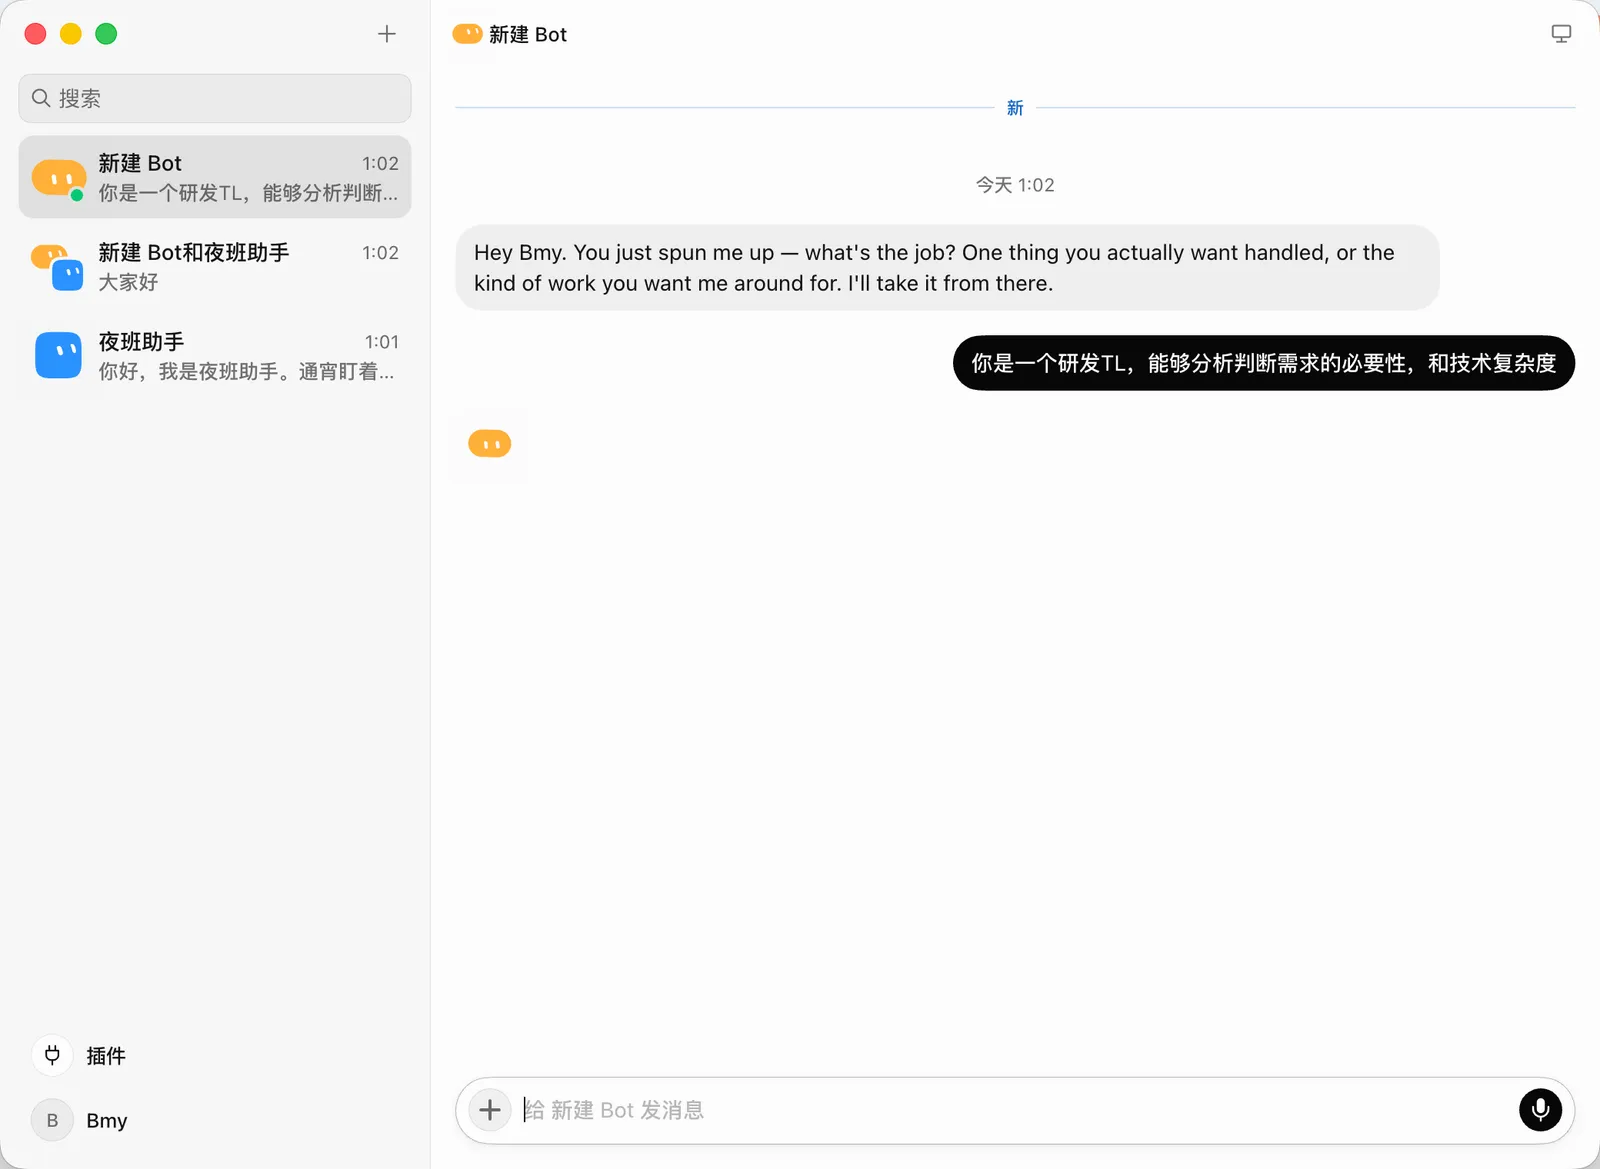 搜索
新建 Bot
1:02
你是一个研发TL，能够分析判断...
新建 Bot和夜班助手
1:02
大家好
夜班助手
1:01
你好，我是夜班助手。通宵盯着...
插件
B
Bmy
新建 Bot
新
今天 1:02
Hey Bmy. You just spun me up — what's the job? One thing you actually want handled, or the
kind of work you want me around for. I'll take it from there.
你是一个研发TL，能够分析判断需求的必要性，和技术复杂度
给 新建 Bot 发消息